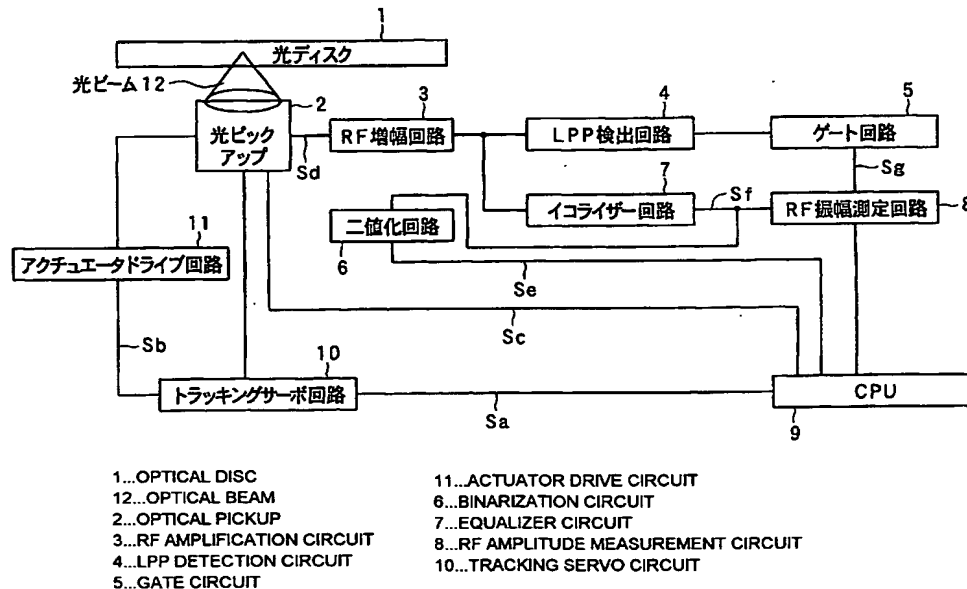 1
光ディスク
光ビーム12
2
光ピック
アップ
Sd
3
RF増幅回路
4
LPP検出回路
5
ゲート回路
Sg
7
イコライザー回路
Sf
RF振幅測定回路
8
二値化回路
6
Se
Sc
11
アクチュエータドライブ回路
Sb
10
トラッキングサーボ回路
Sa
CPU
9
1...OPTICAL DISC
12...OPTICAL BEAM
2...OPTICAL PICKUP
3...RF AMPLIFICATION CIRCUIT
4...LPP DETECTION CIRCUIT
5...GATE CIRCUIT
11...ACTUATOR DRIVE CIRCUIT
6...BINARIZATION CIRCUIT
7...EQUALIZER CIRCUIT
8...RF AMPLITUDE MEASUREMENT CIRCUIT
10...TRACKING SERVO CIRCUIT